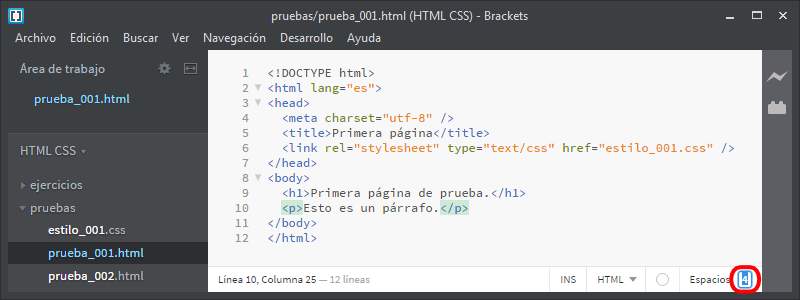 pruebas/prueba_001.html (HTML CSS) - Brackets
Archivo Edición Buscar Ver Navegación Desarrollo Ayuda
Área de trabajo
prueba_001.html
HTML CSS
ejercicios
pruebas
estilo_001.css
prueba_001.html
prueba_002.html
1 <!DOCTYPE html>
2 <html lang="es">
3 <head>
4 <meta charset="utf-8" />
5 <title>Primera página</title>
6 <link rel="stylesheet" type="text/css" href="estilo_001.css" />
7 </head>
8 <body>
9 <h1>Primera página de prueba.</h1>
10 <p>Esto es un párrafo.</p>
11 </body>
12 </html>
Línea 10, Columna 25 — 12 líneas INS HTML Espacios 4